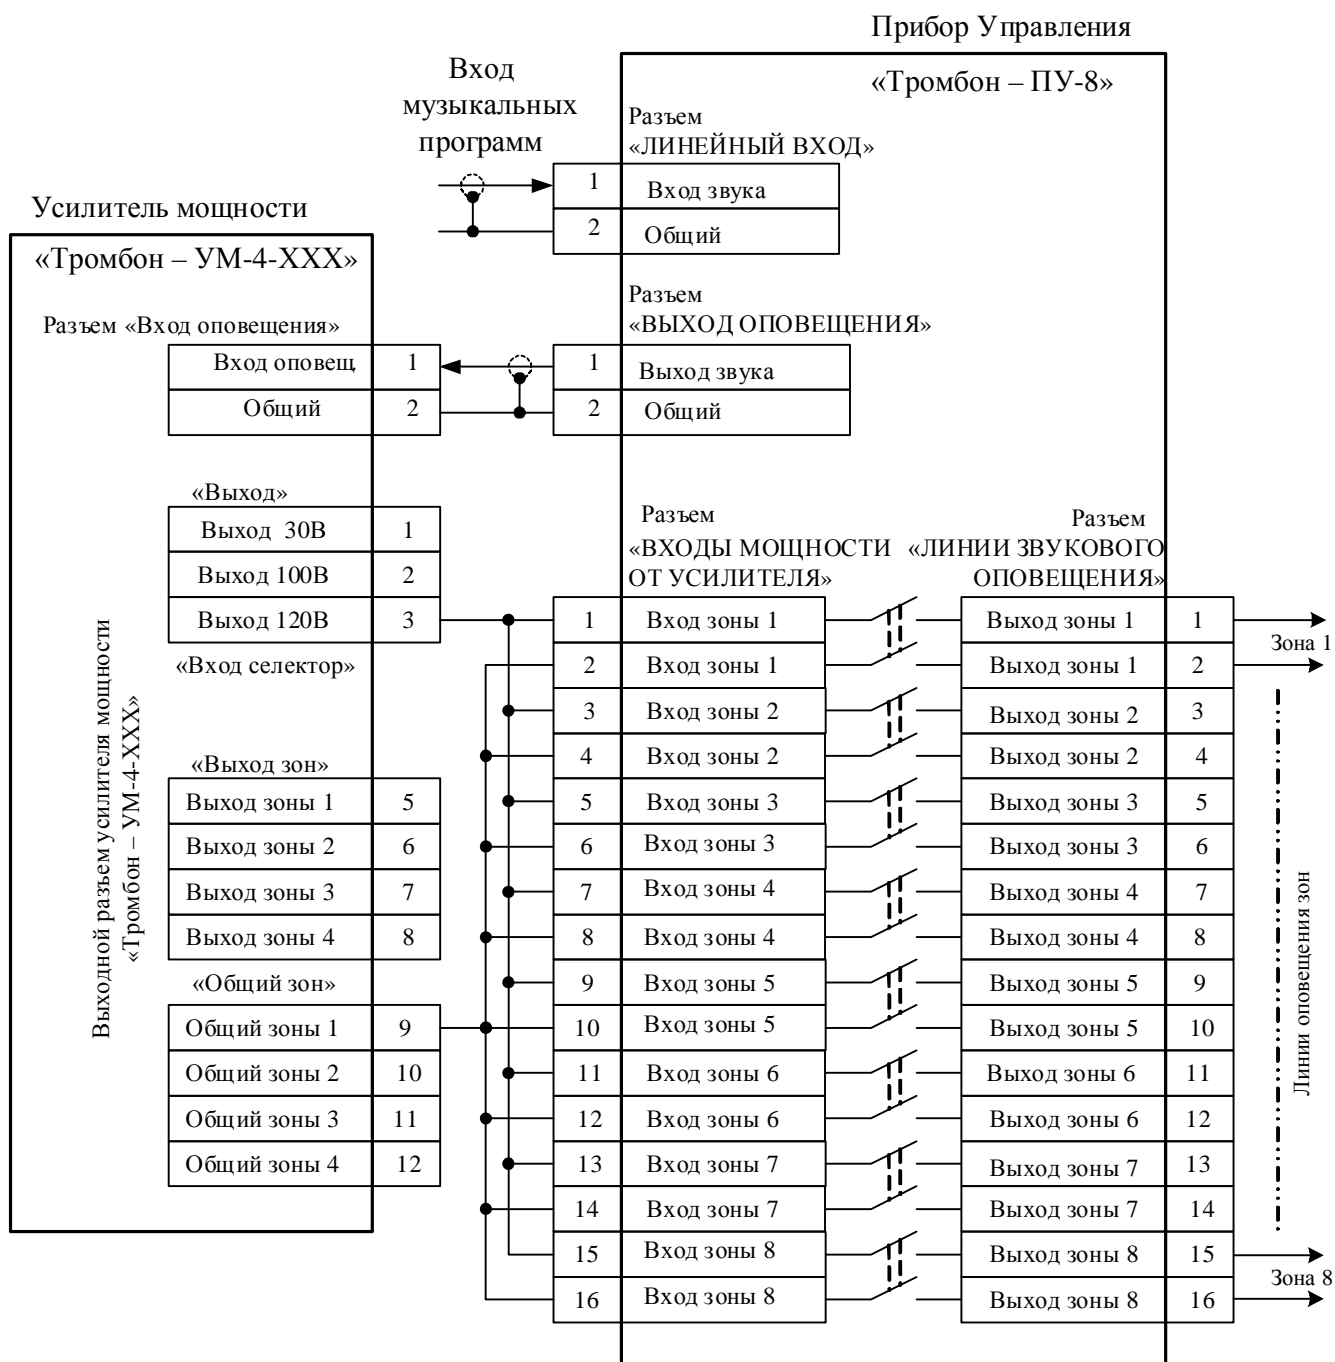 Прибор Управления
«Тромбон – ПУ-8»
Вход
музыкальных
программ
Разъем
«ЛИНЕЙНЫЙ ВХОД»
1 Вход звука
2 Общий
Усилитель мощности
«Тромбон – УМ-4-ХХХ»
Разъем «Вход оповещения»
Вход оповещ. 1
Общий 2
Разъем
«ВЫХОД ОПОВЕЩЕНИЯ»
1 Выход звука
2 Общий
«Выход»
Выход 30В 1
Выход 100В 2
Выход 120В 3
«Вход селектор»
«Выход зон»
Выход зоны 1 5
Выход зоны 2 6
Выход зоны 3 7
Выход зоны 4 8
«Общий зон»
Общий зоны 1 9
Общий зоны 2 10
Общий зоны 3 11
Общий зоны 4 12
Выходной разъем усилителя мощности
«Тромбон – УМ-4-ХХХ»
Разъем
«ВХОДЫ МОЩНОСТИ
ОТ УСИЛИТЕЛЯ»
1 Вход зоны 1
2 Вход зоны 1
3 Вход зоны 2
4 Вход зоны 2
5 Вход зоны 3
6 Вход зоны 3
7 Вход зоны 4
8 Вход зоны 4
9 Вход зоны 5
10 Вход зоны 5
11 Вход зоны 6
12 Вход зоны 6
13 Вход зоны 7
14 Вход зоны 7
15 Вход зоны 8
16 Вход зоны 8
Разъем
«ЛИНИИ ЗВУКОВОГО
ОПОВЕЩЕНИЯ»
Выход зоны 1 1
Выход зоны 1 2
Выход зоны 2 3
Выход зоны 2 4
Выход зоны 3 5
Выход зоны 3 6
Выход зоны 4 7
Выход зоны 4 8
Выход зоны 5 9
Выход зоны 5 10
Выход зоны 6 11
Выход зоны 6 12
Выход зоны 7 13
Выход зоны 7 14
Выход зоны 8 15
Выход зоны 8 16
Зона 1
Линии оповещения зон
Зона 8